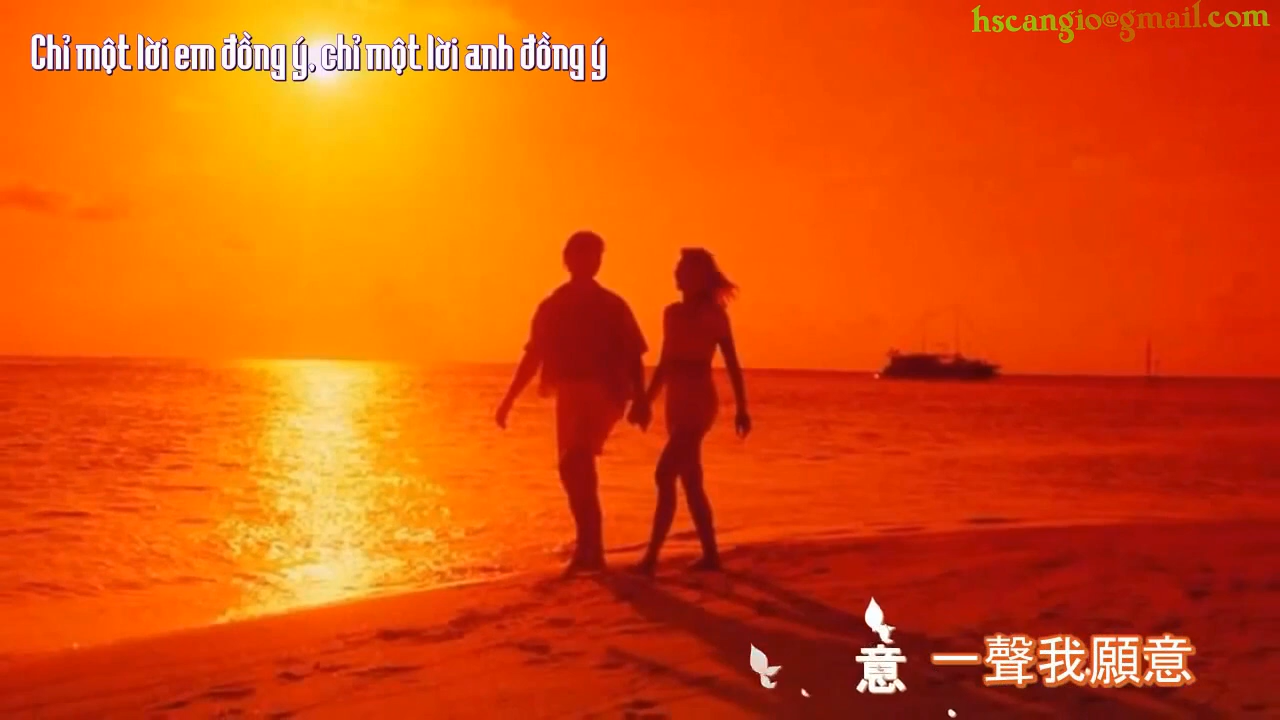 hscangio@gmail.com
Chỉ một lời em đồng ý, chỉ một lời anh đồng ý
意 一聲我願意